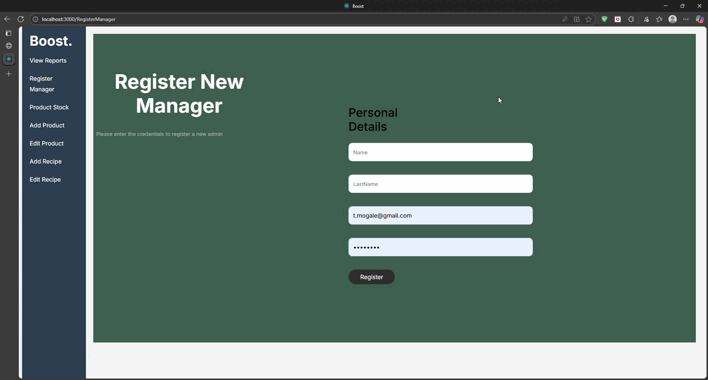 Boost
localhost:3000/RegisterManager
Boost.
View Reports
Register
Manager
Product Stock
Add Product
Edit Product
Add Recipe
Edit Recipe
Register New
Manager
Please enter the credentials to register a new admin
Personal
Details
Name
LastName
t.mogale@gmail.com
••••••••
Register